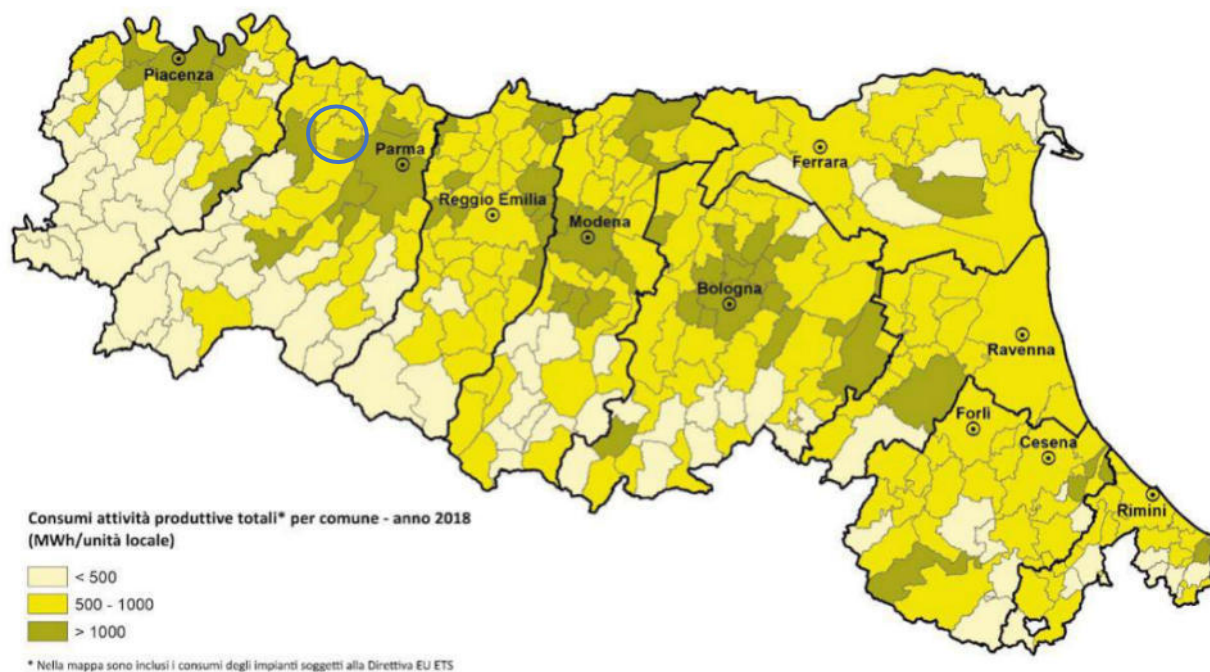 Piacenza
Parma
Ferrara
Reggio Emilia
Modena
Bologna
Ravenna
Forlì
Cesena
Rimini
Consumi attività produttive totali* per comune - anno 2018
(MWh/unità locale)
< 500
500 - 1000
> 1000
* Nella mappa sono inclusi i consumi degli impianti soggetti alla Direttiva EU ETS